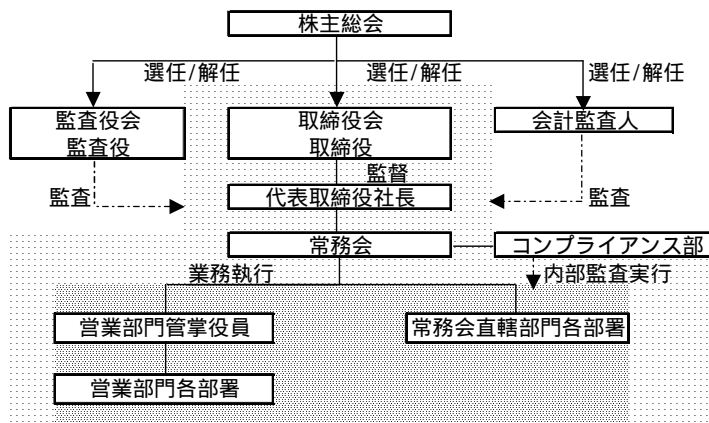 株主総会
選任/解任
選任/解任
選任/解任
監査役会
監査役
取締役会
取締役
会計監査人
監督
監査
代表取締役社長
監査
常務会
コンプライアンス部
業務執行
内部監査実行
営業部門管掌役員
常務会直轄部門各部署
営業部門各部署